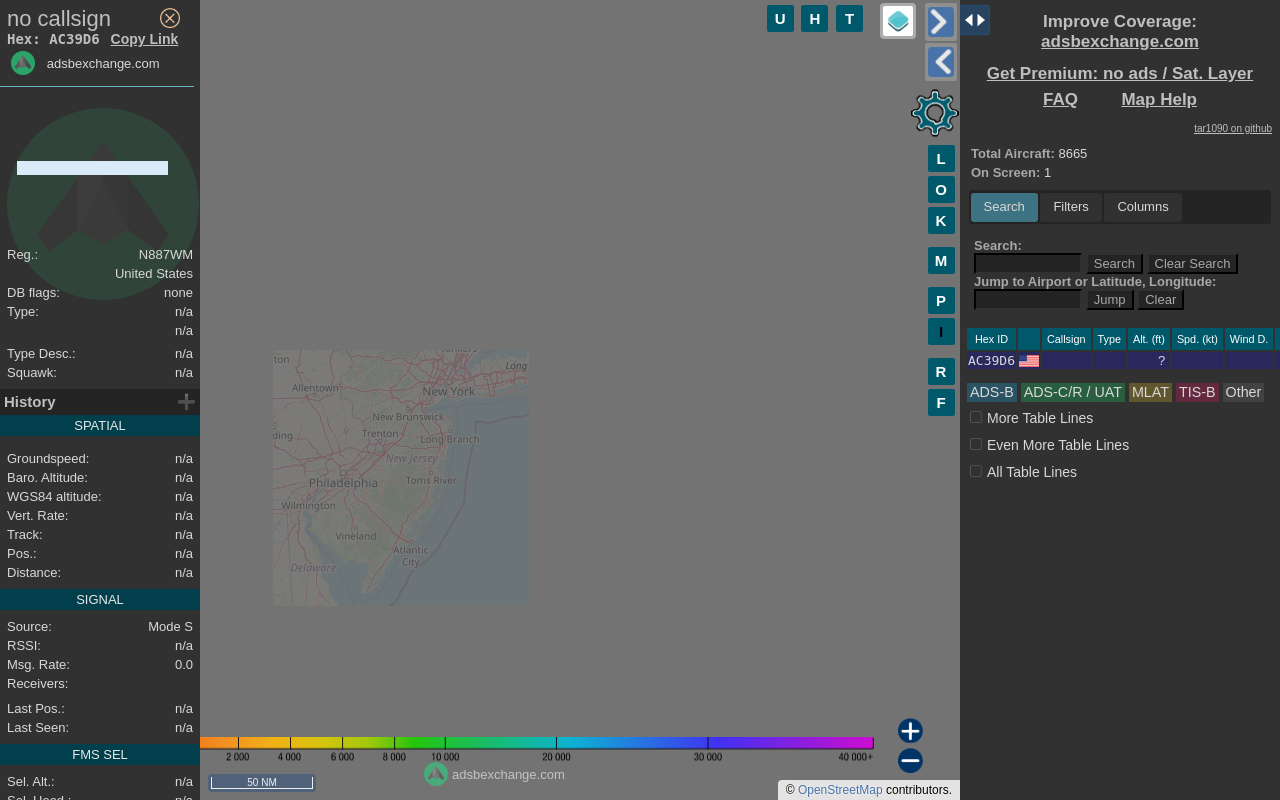 no callsign
Hex: AC39D6 Copy Link
adsbexchange.com
Reg.: N887WM
United States
DB flags: none
Type: n/a
n/a
Type Desc.: n/a
Squawk: n/a
History
SPATIAL
Groundspeed: n/a
Baro. Altitude: n/a
WGS84 altitude: n/a
Vert. Rate: n/a
Track: n/a
Pos.: n/a
Distance: n/a
SIGNAL
Source: Mode S
RSSI: n/a
Msg. Rate: 0.0
Receivers:
Last Pos.: n/a
Last Seen: n/a
FMS SEL
Sel. Alt.: n/a
Sel. Head.: n/a
U H T
L
O
K
M
P
I
R
F
ton
Long
Allentown
New York
New Brunswick
ding
Trenton
Long Branch
New Jersey
Philadelphia
Toms River
Wilmington
Vineland
Atlantic
City
Delaware
2 000 4 000 6 000 8 000 10 000 20 000 30 000 40 000+
50 NM
adsbexchange.com
© OpenStreetMap contributors.
Improve Coverage:
adsbexchange.com
Get Premium: no ads / Sat. Layer
FAQ Map Help
tar1090 on github
Total Aircraft: 8665
On Screen: 1
Search Filters Columns
Search:
Search Clear Search
Jump to Airport or Latitude, Longitude:
Jump Clear
Hex ID Callsign Type Alt. (ft) Spd. (kt) Wind D.
AC39D6 ?
ADS-B ADS-C/R / UAT MLAT TIS-B Other
More Table Lines
Even More Table Lines
All Table Lines